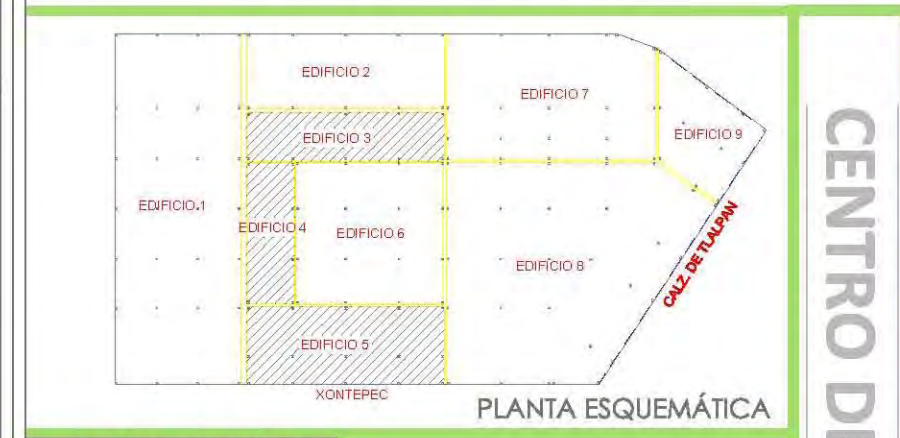 EDIFICIO 2
EDIFICIO 7
EDIFICIO 9
EDIFICIO 3
EDIFICIO 1
EDIFICIO 4
EDIFICIO 6
EDIFICIO 8
CALZ. DE TLALPAN
EDIFICIO 5
XONTEPEC
PLANTA ESQUEMÁTICA
CENTRO